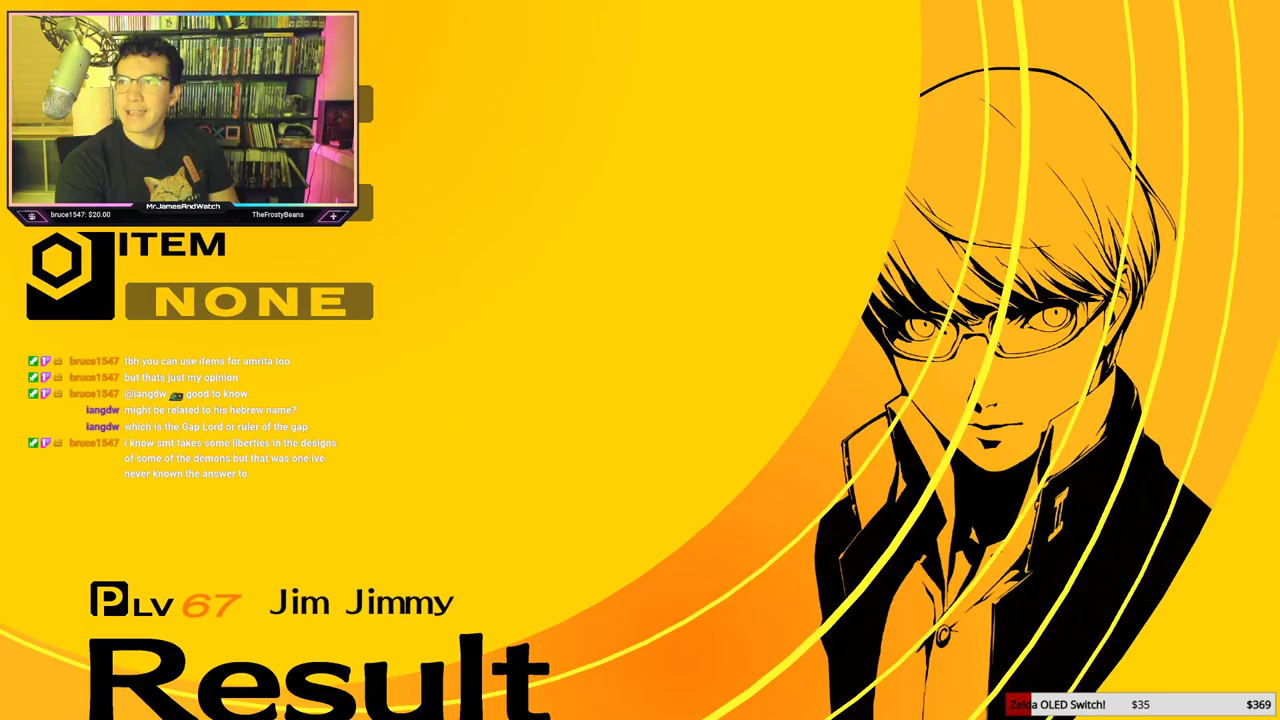 MrJamesAndWatch
bruce1547: $20.00
TheFrostyBeans
ITEM
NONE
bruce1547 tbh you can use items for amrita too
bruce1547 but thats just my opinion
bruce1547 @iangdw good to know
iangdw might be related to his hebrew name?
iangdw which is the Gap Lord or ruler of the gap
bruce1547 i know smt takes some liberties in the designs
of some of the demons but that was one ive
never known the answer to
P LV 67 Jim Jimmy
Result
Zelda OLED Switch! $35 $369